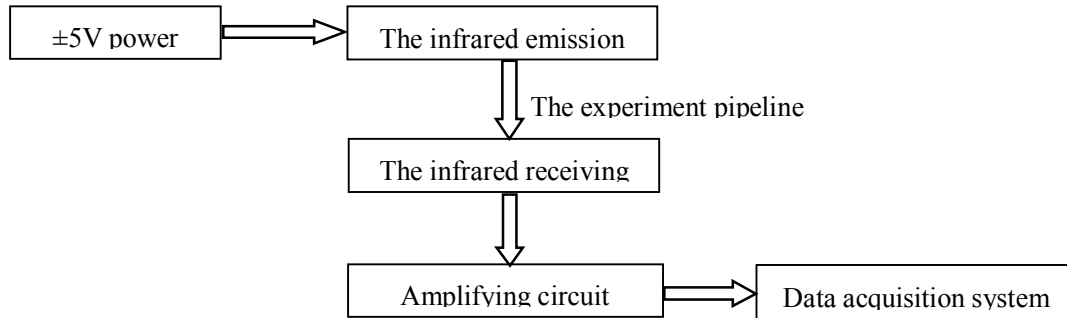 ±5V power
The infrared emission
The experiment pipeline
The infrared receiving
Amplifying circuit
Data acquisition system